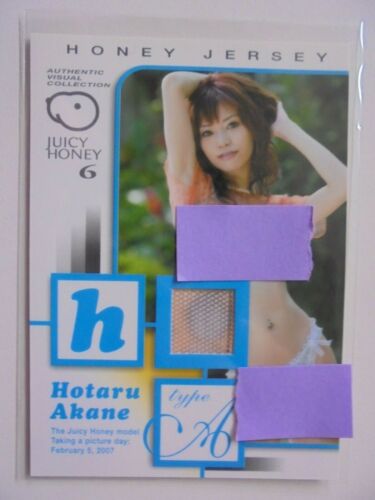 HONEY JERSEY
AUTHENTIC
VISUAL
COLLECTION
JUICY
HONEY
6
h
Hotaru
Akane
The Juicy Honey model
Taking a picture day:
February 5, 2007
type
A